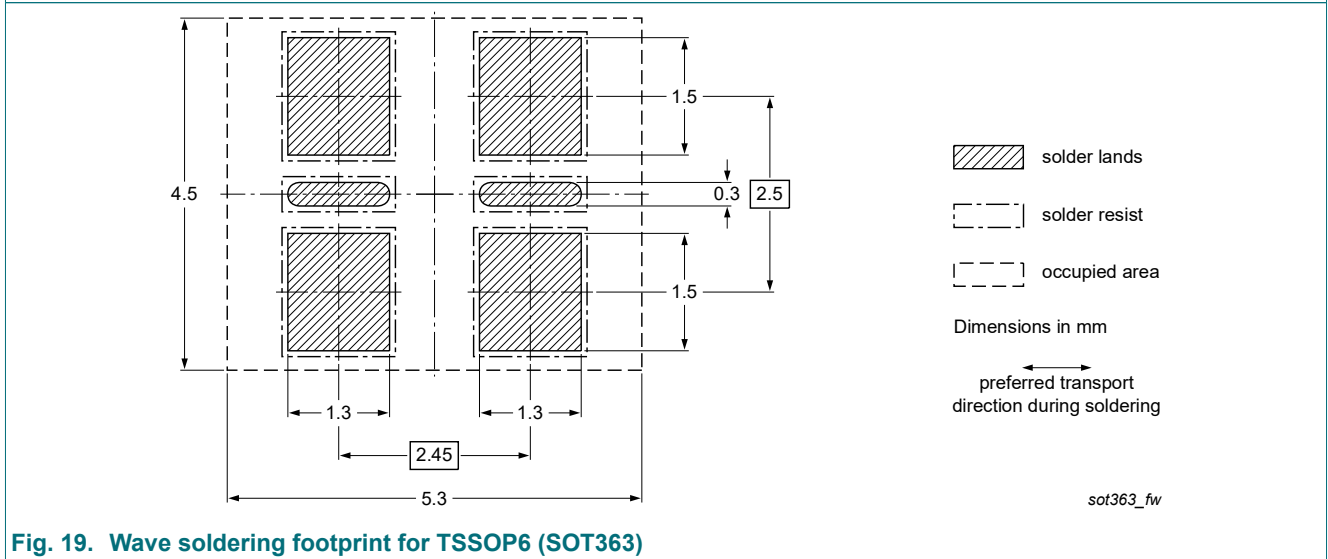 1.5
4.5
0.3 2.5
1.5
1.3 1.3
2.45
5.3
solder lands
solder resist
occupied area
Dimensions in mm
preferred transport
direction during soldering
sot363_fw
Fig. 19. Wave soldering footprint for TSSOP6 (SOT363)